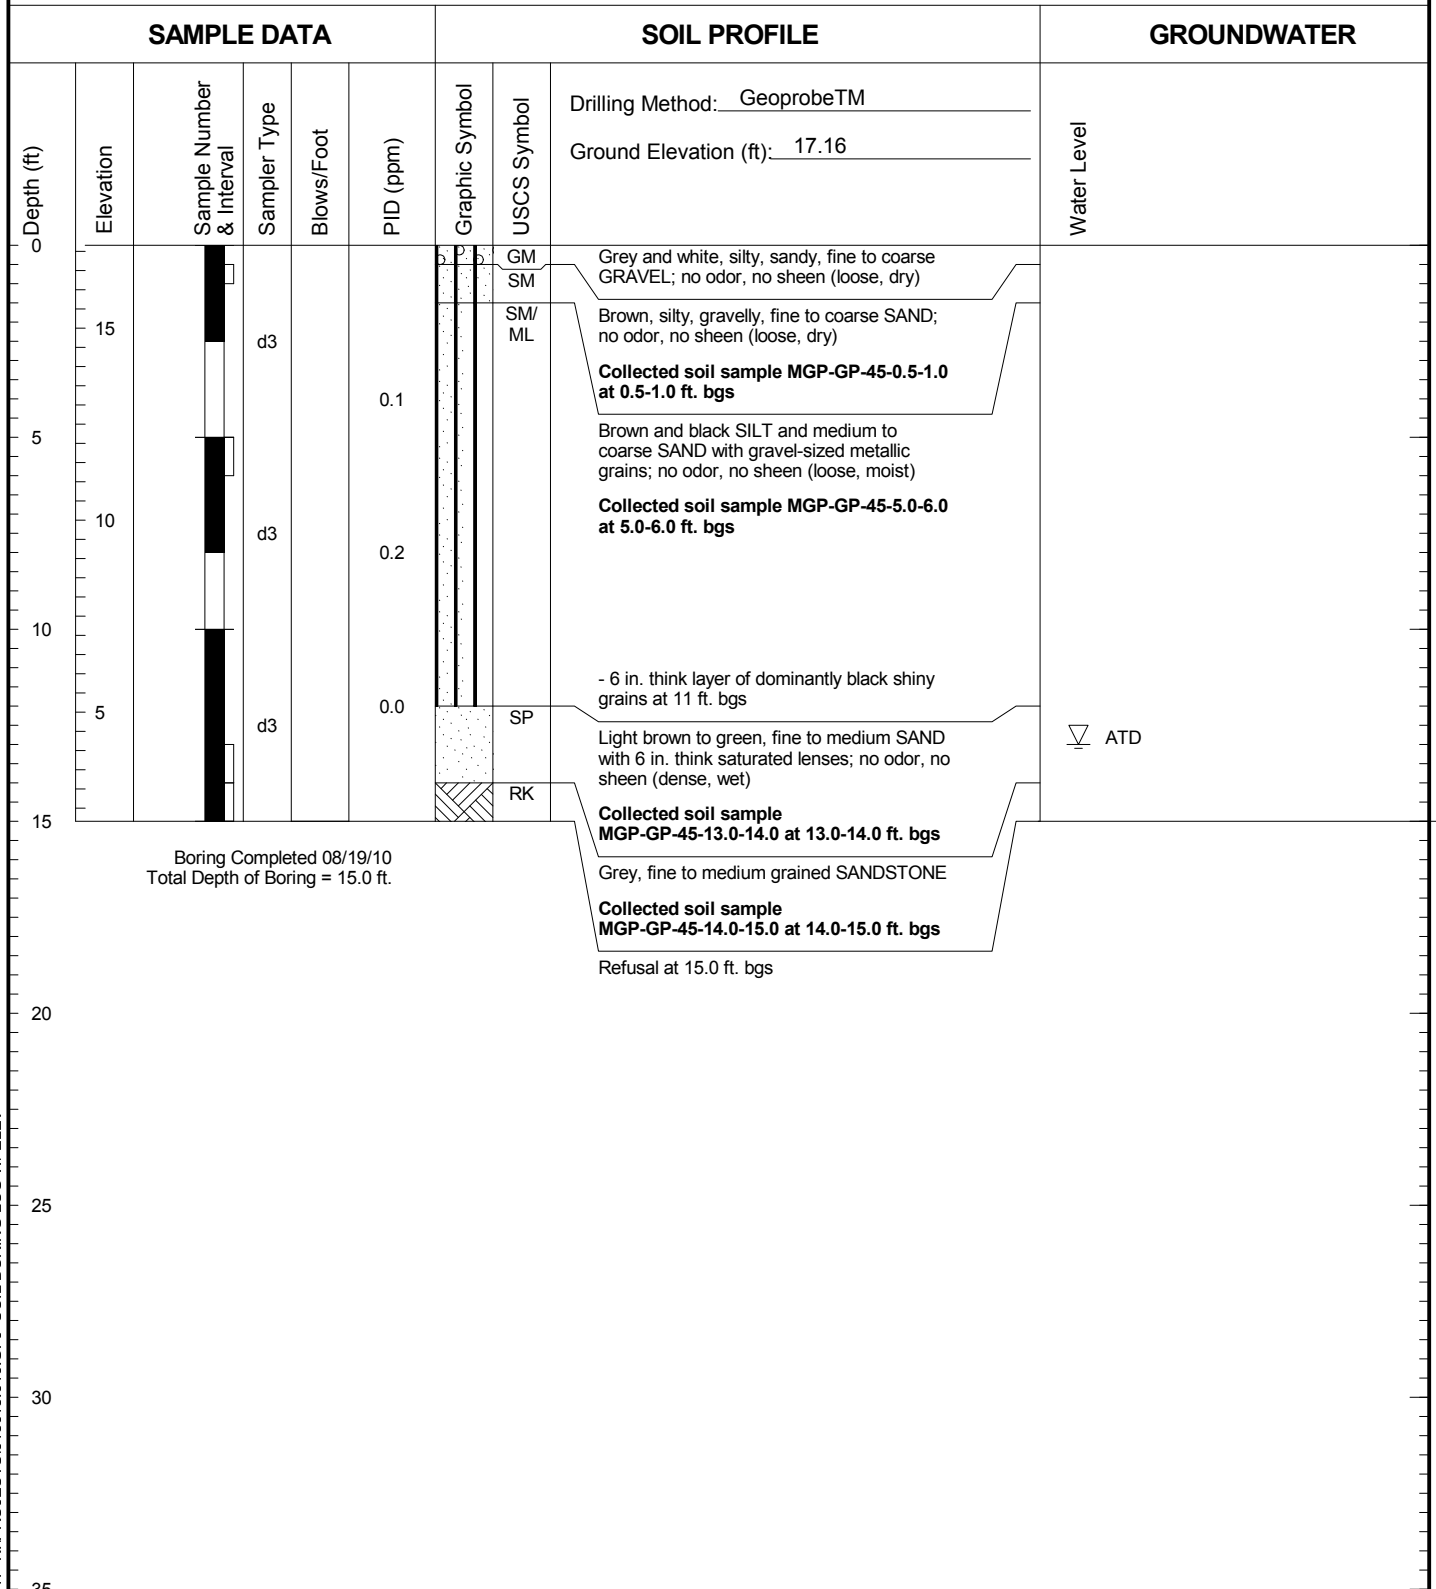 SAMPLE DATA
SOIL PROFILE
GROUNDWATER
Depth (ft)
Elevation
Sample Number
& Interval
Sampler Type
Blows/Foot
PID (ppm)
Graphic Symbol
USCS Symbol
Drilling Method: GeoprobeTM
Ground Elevation (ft): 17.16
Water Level
0
GM
Grey and white, silty, sandy, fine to coarse
GRAVEL; no odor, no sheen (loose, dry)
SM
15
d3
SM/
ML
Brown, silty, gravelly, fine to coarse SAND;
no odor, no sheen (loose, dry)
Collected soil sample MGP-GP-45-0.5-1.0
at 0.5-1.0 ft. bgs
0.1
5
Brown and black SILT and medium to
coarse SAND with gravel-sized metallic
grains; no odor, no sheen (loose, moist)
Collected soil sample MGP-GP-45-5.0-6.0
at 5.0-6.0 ft. bgs
10
d3
0.2
10
- 6 in. think layer of dominantly black shiny
grains at 11 ft. bgs
5
d3
0.0
SP
Light brown to green, fine to medium SAND
with 6 in. think saturated lenses; no odor, no
sheen (dense, wet)
ATD
RK
Collected soil sample
MGP-GP-45-13.0-14.0 at 13.0-14.0 ft. bgs
15
Boring Completed 08/19/10
Total Depth of Boring = 15.0 ft.
Grey, fine to medium grained SANDSTONE
Collected soil sample
MGP-GP-45-14.0-15.0 at 14.0-15.0 ft. bgs
Refusal at 15.0 ft. bgs
20
25
30
35